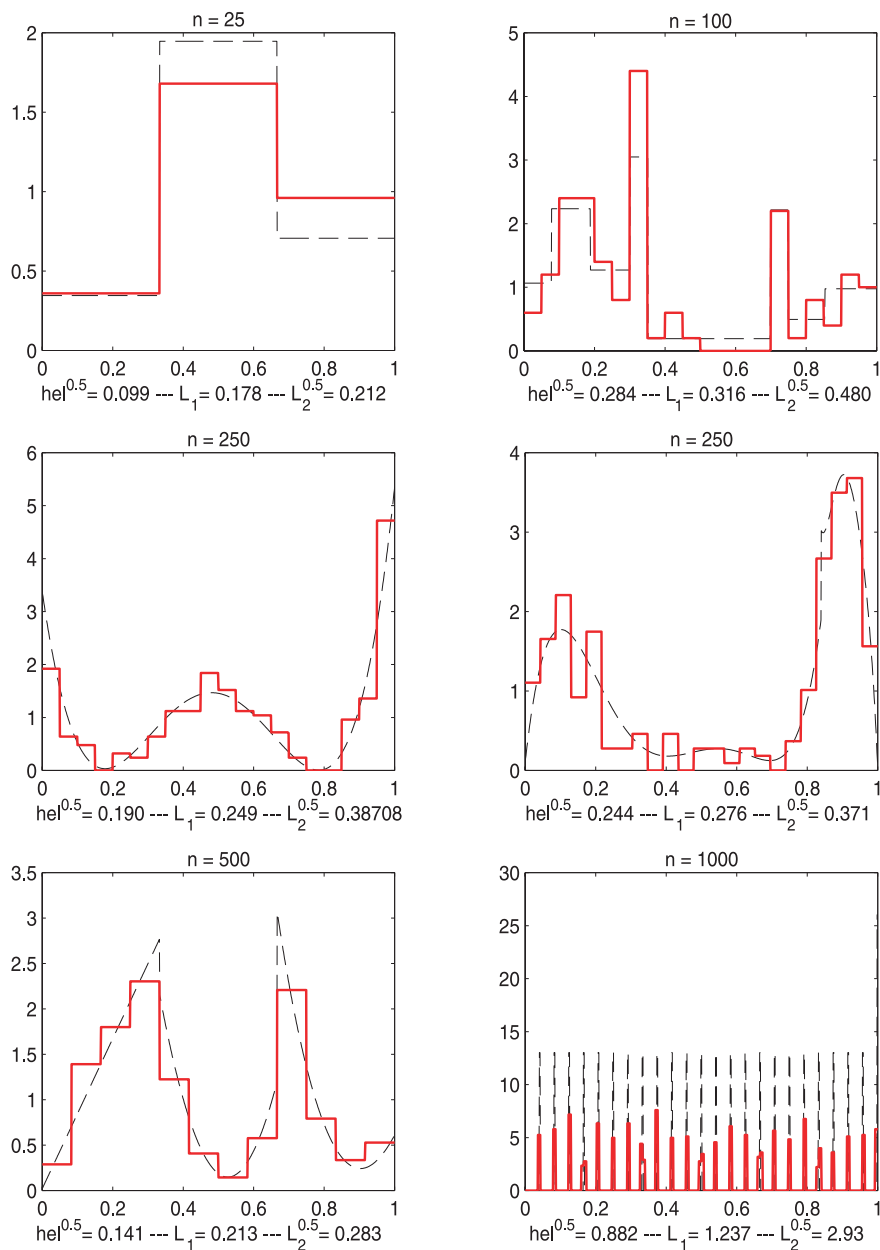 n = 25
2
1.5
1
0.5
0
0 0.2 0.4 0.6 0.8 1
hel^0.5= 0.099 --- L_1= 0.178 --- L_2^0.5= 0.212
n = 100
5
4
3
2
1
0
0 0.2 0.4 0.6 0.8 1
hel^0.5= 0.284 --- L_1= 0.316 --- L_2^0.5= 0.480
n = 250
6
5
4
3
2
1
0
0 0.2 0.4 0.6 0.8 1
hel^0.5= 0.190 --- L_1= 0.249 --- L_2^0.5= 0.38708
n = 250
4
3
2
1
0
0 0.2 0.4 0.6 0.8 1
hel^0.5= 0.244 --- L_1= 0.276 --- L_2^0.5= 0.371
n = 500
3.5
3
2.5
2
1.5
1
0.5
0
0 0.2 0.4 0.6 0.8 1
hel^0.5= 0.141 --- L_1= 0.213 --- L_2^0.5= 0.283
n = 1000
30
25
20
15
10
5
0
0 0.2 0.4 0.6 0.8 1
hel^0.5= 0.882 --- L_1= 1.237 --- L_2^0.5= 2.93